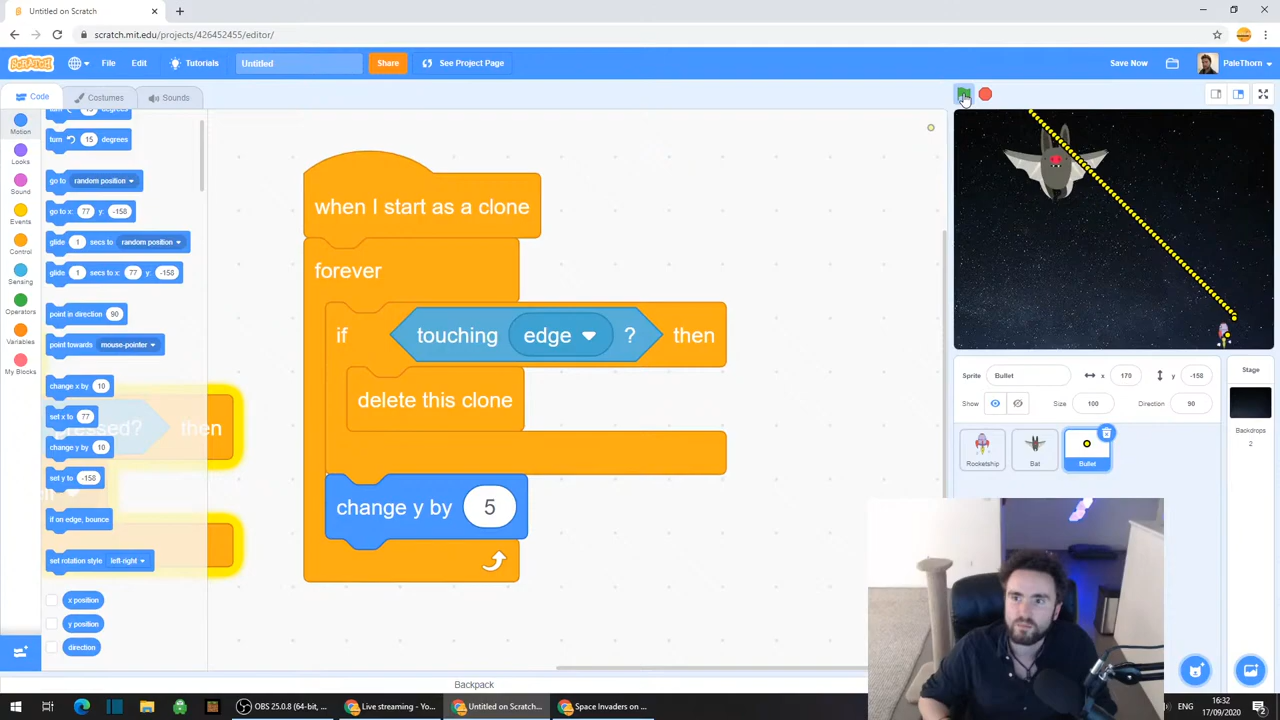 Untitled on Scratch
scratch.mit.edu/projects/426452455/editor/
SCRATCH
File
Edit
Tutorials
Untitled
Share
See Project Page
Save Now
PaleThorn
Code
Costumes
Sounds
Motion
Looks
Sound
Events
Control
Sensing
Operators
Variables
My Blocks
turn 15 degrees
go to random position
go to x: 77 y: -158
glide 1 secs to random position
glide 1 secs to x: 77 y: -158
point in direction 90
point towards mouse-pointer
change x by 10
set x to 77
change y by 10
set y to -158
if on edge, bounce
set rotation style left-right
x position
y position
direction
essed? then
when I start as a clone
forever
if touching edge ? then
delete this clone
change y by 5
Sprite Bullet x 170 y -158
Show Size 100 Direction 90
Rocketship
Bat
Bullet
Stage
Backdrops
2
Backpack
OBS 25.0.8 (64-bit, ...
Live streaming - ...
Untitled on Scratch...
Space Invaders on ...
16:32
17/09/2020